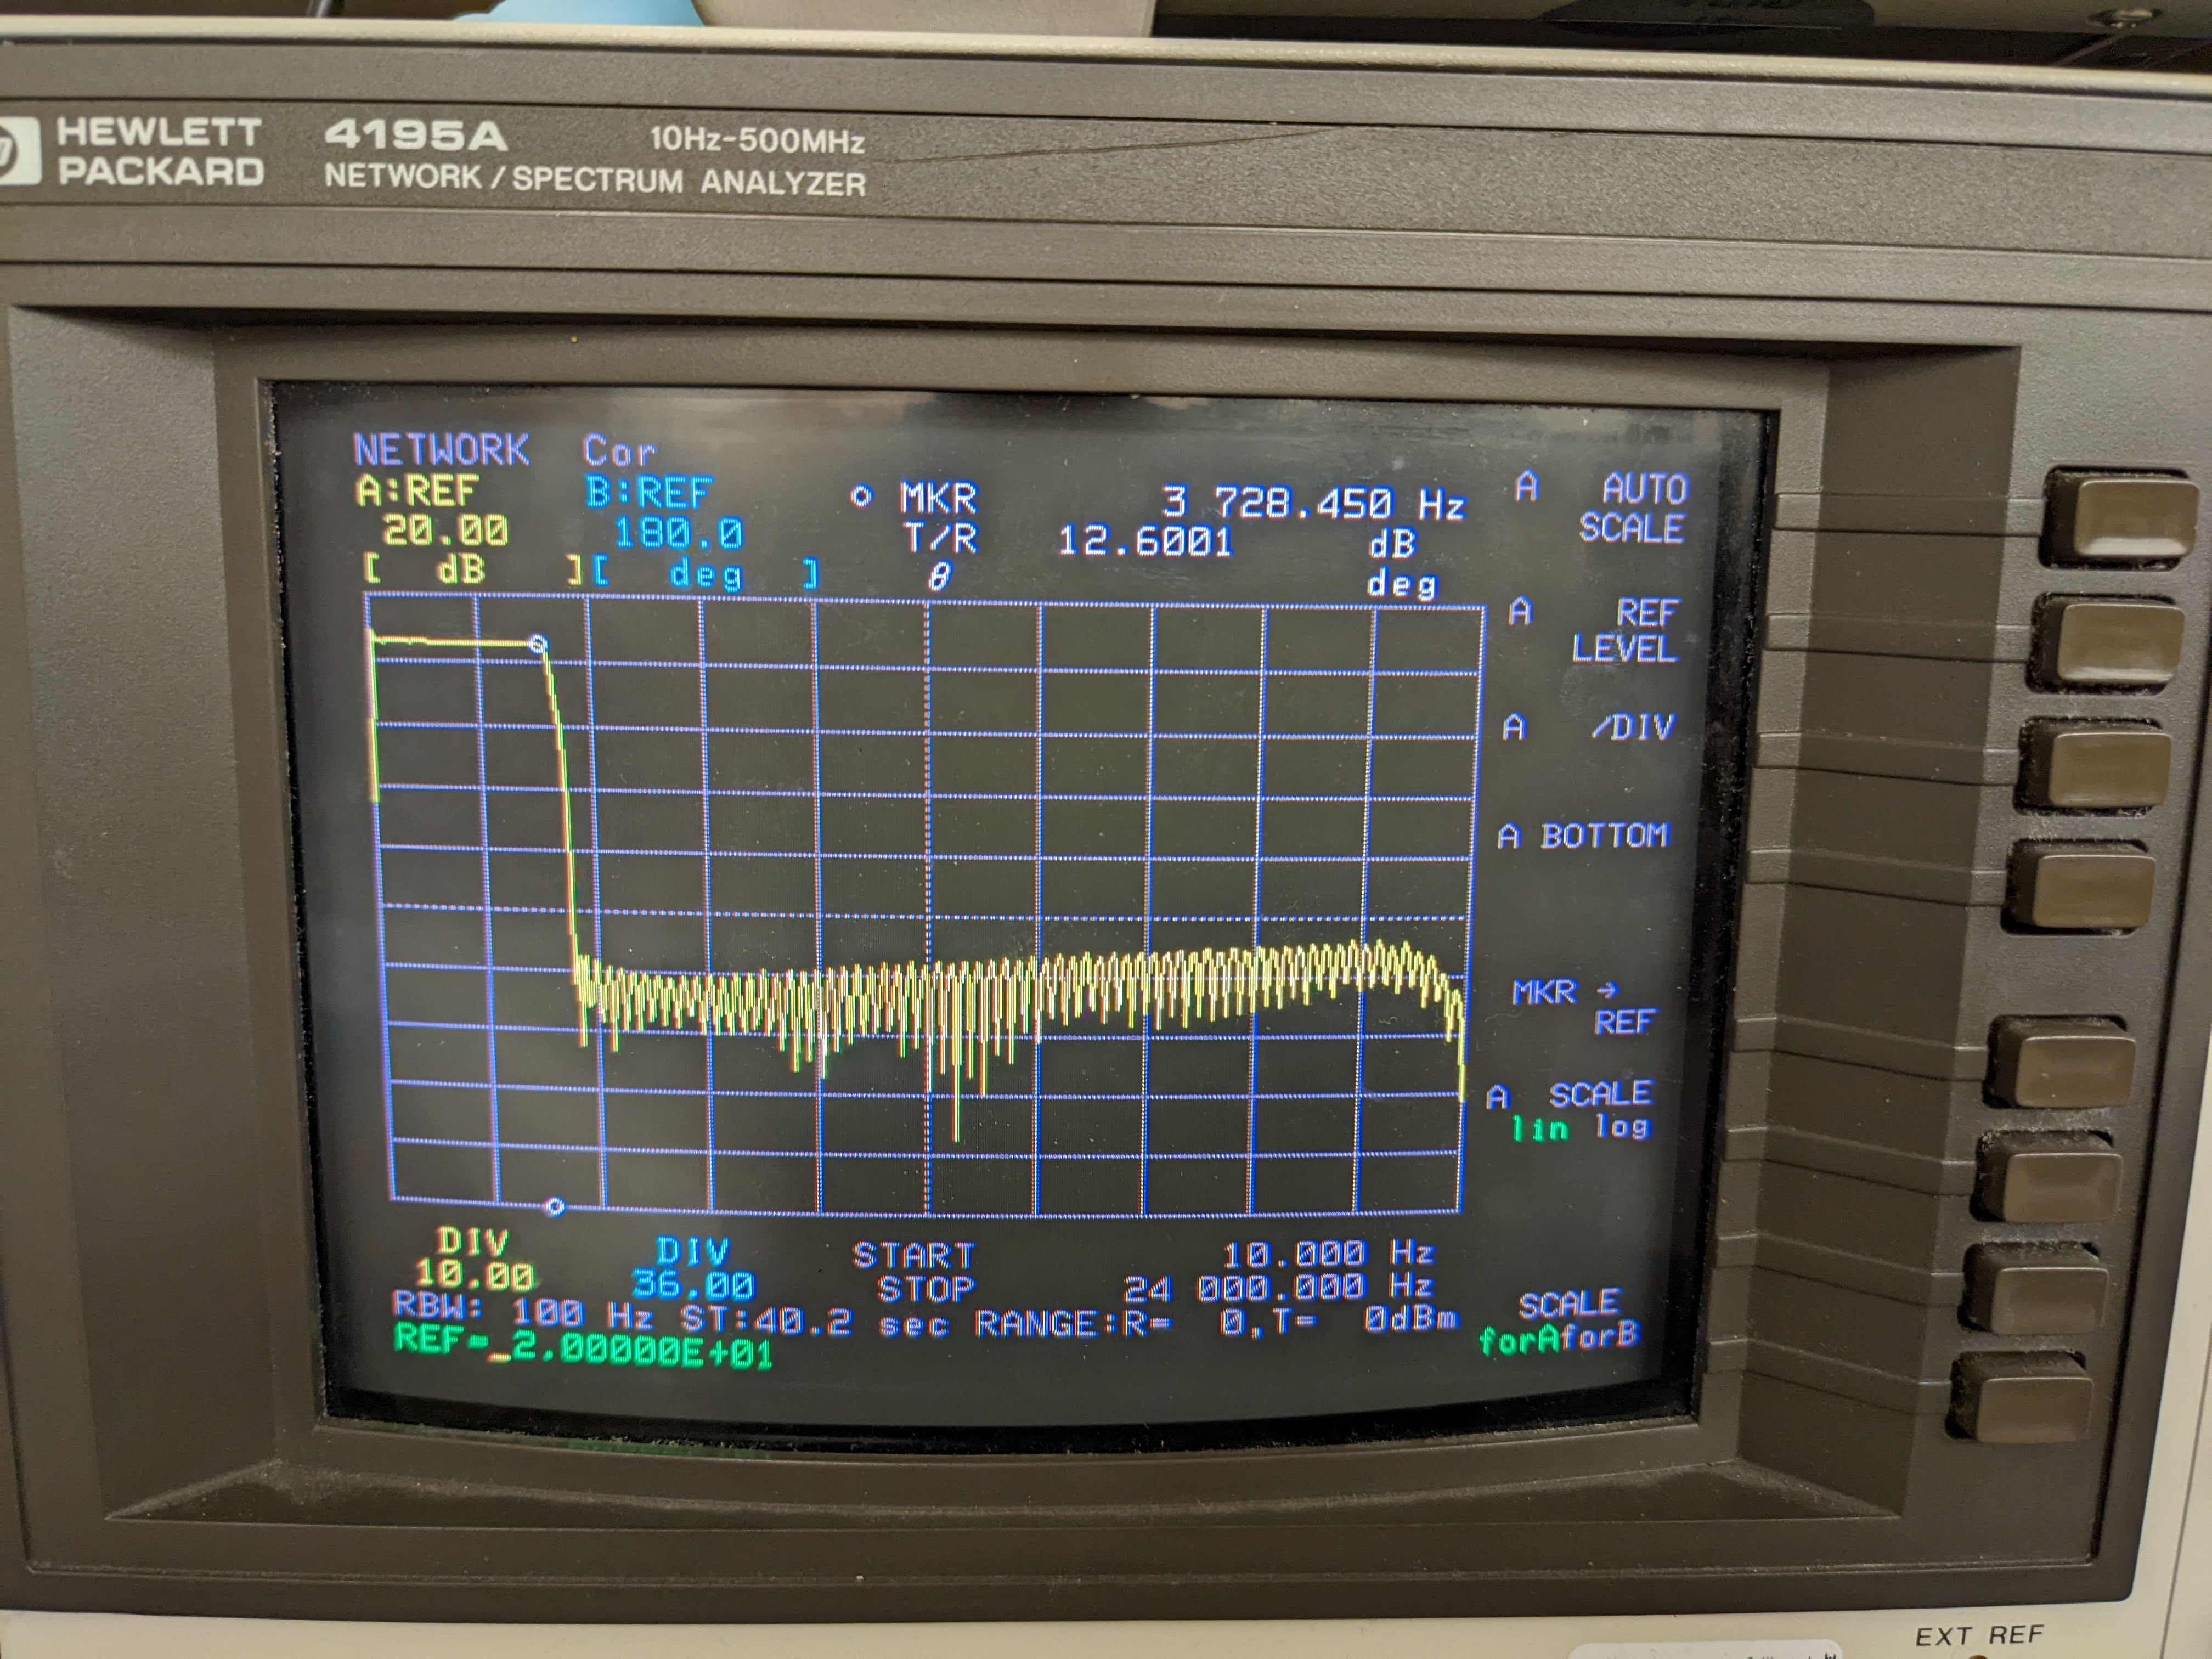 HEWLETT PACKARD
4195A 10Hz-500MHz
NETWORK / SPECTRUM ANALYZER
NETWORK Cor
A:REF B:REF o MKR 3 728.450 Hz
20.00 180.0 T/R 12.6001 dB
[ dB ][ deg ] θ deg
A AUTO SCALE
A REF LEVEL
A /DIV
A BOTTOM
MKR → REF
A SCALE
lin log
DIV DIV START 10.000 Hz
10.00 36.00 STOP 24 000.000 Hz
RBW: 100 Hz ST:40.2 sec RANGE:R= 0,T= 0dBm
REF=_2.00000E+01
SCALE
forAforB
EXT REF